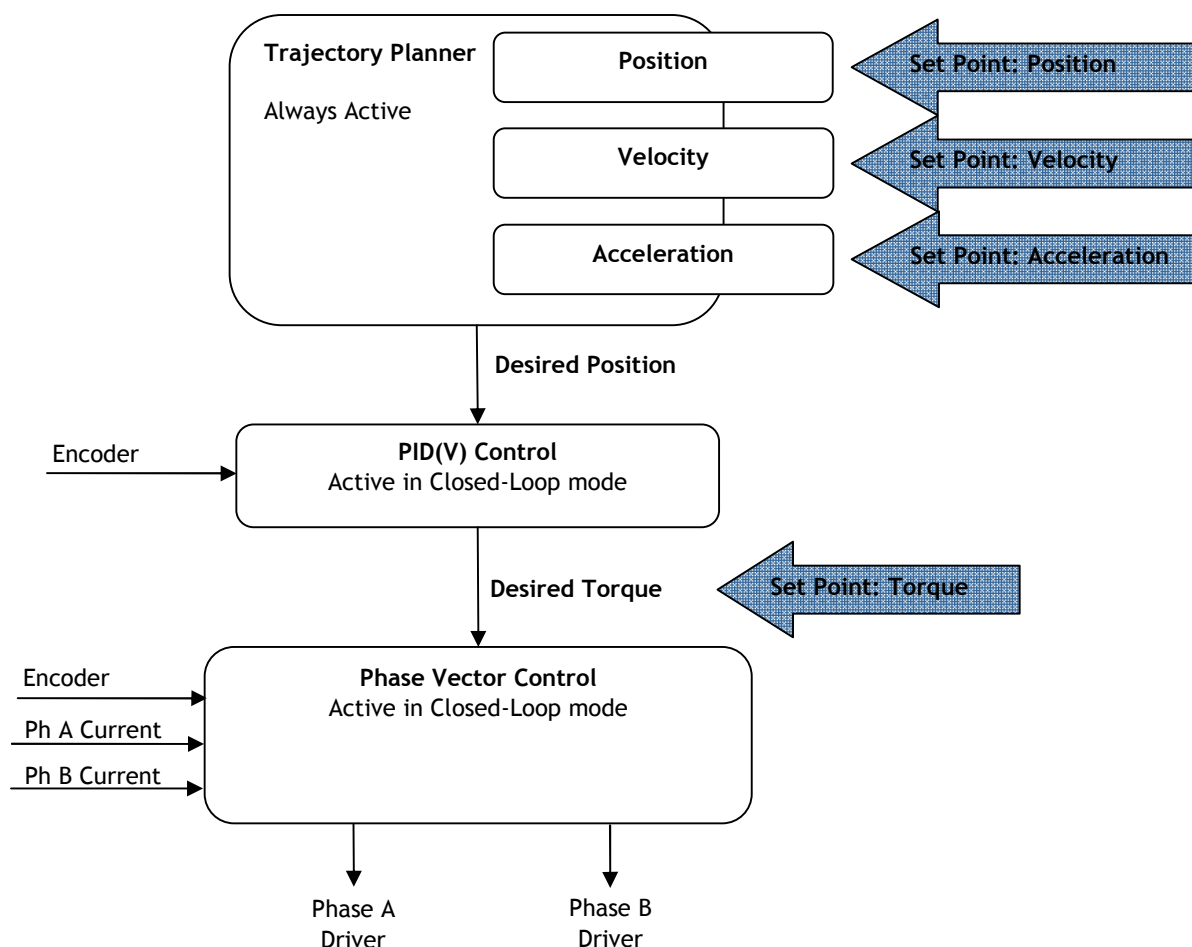 Trajectory Planner
Always Active
Position
Set Point: Position
Velocity
Set Point: Velocity
Acceleration
Set Point: Acceleration
Desired Position
Encoder
PID(V) Control
Active in Closed-Loop mode
Desired Torque
Set Point: Torque
Encoder
Ph A Current
Ph B Current
Phase Vector Control
Active in Closed-Loop mode
Phase A
Driver
Phase B
Driver